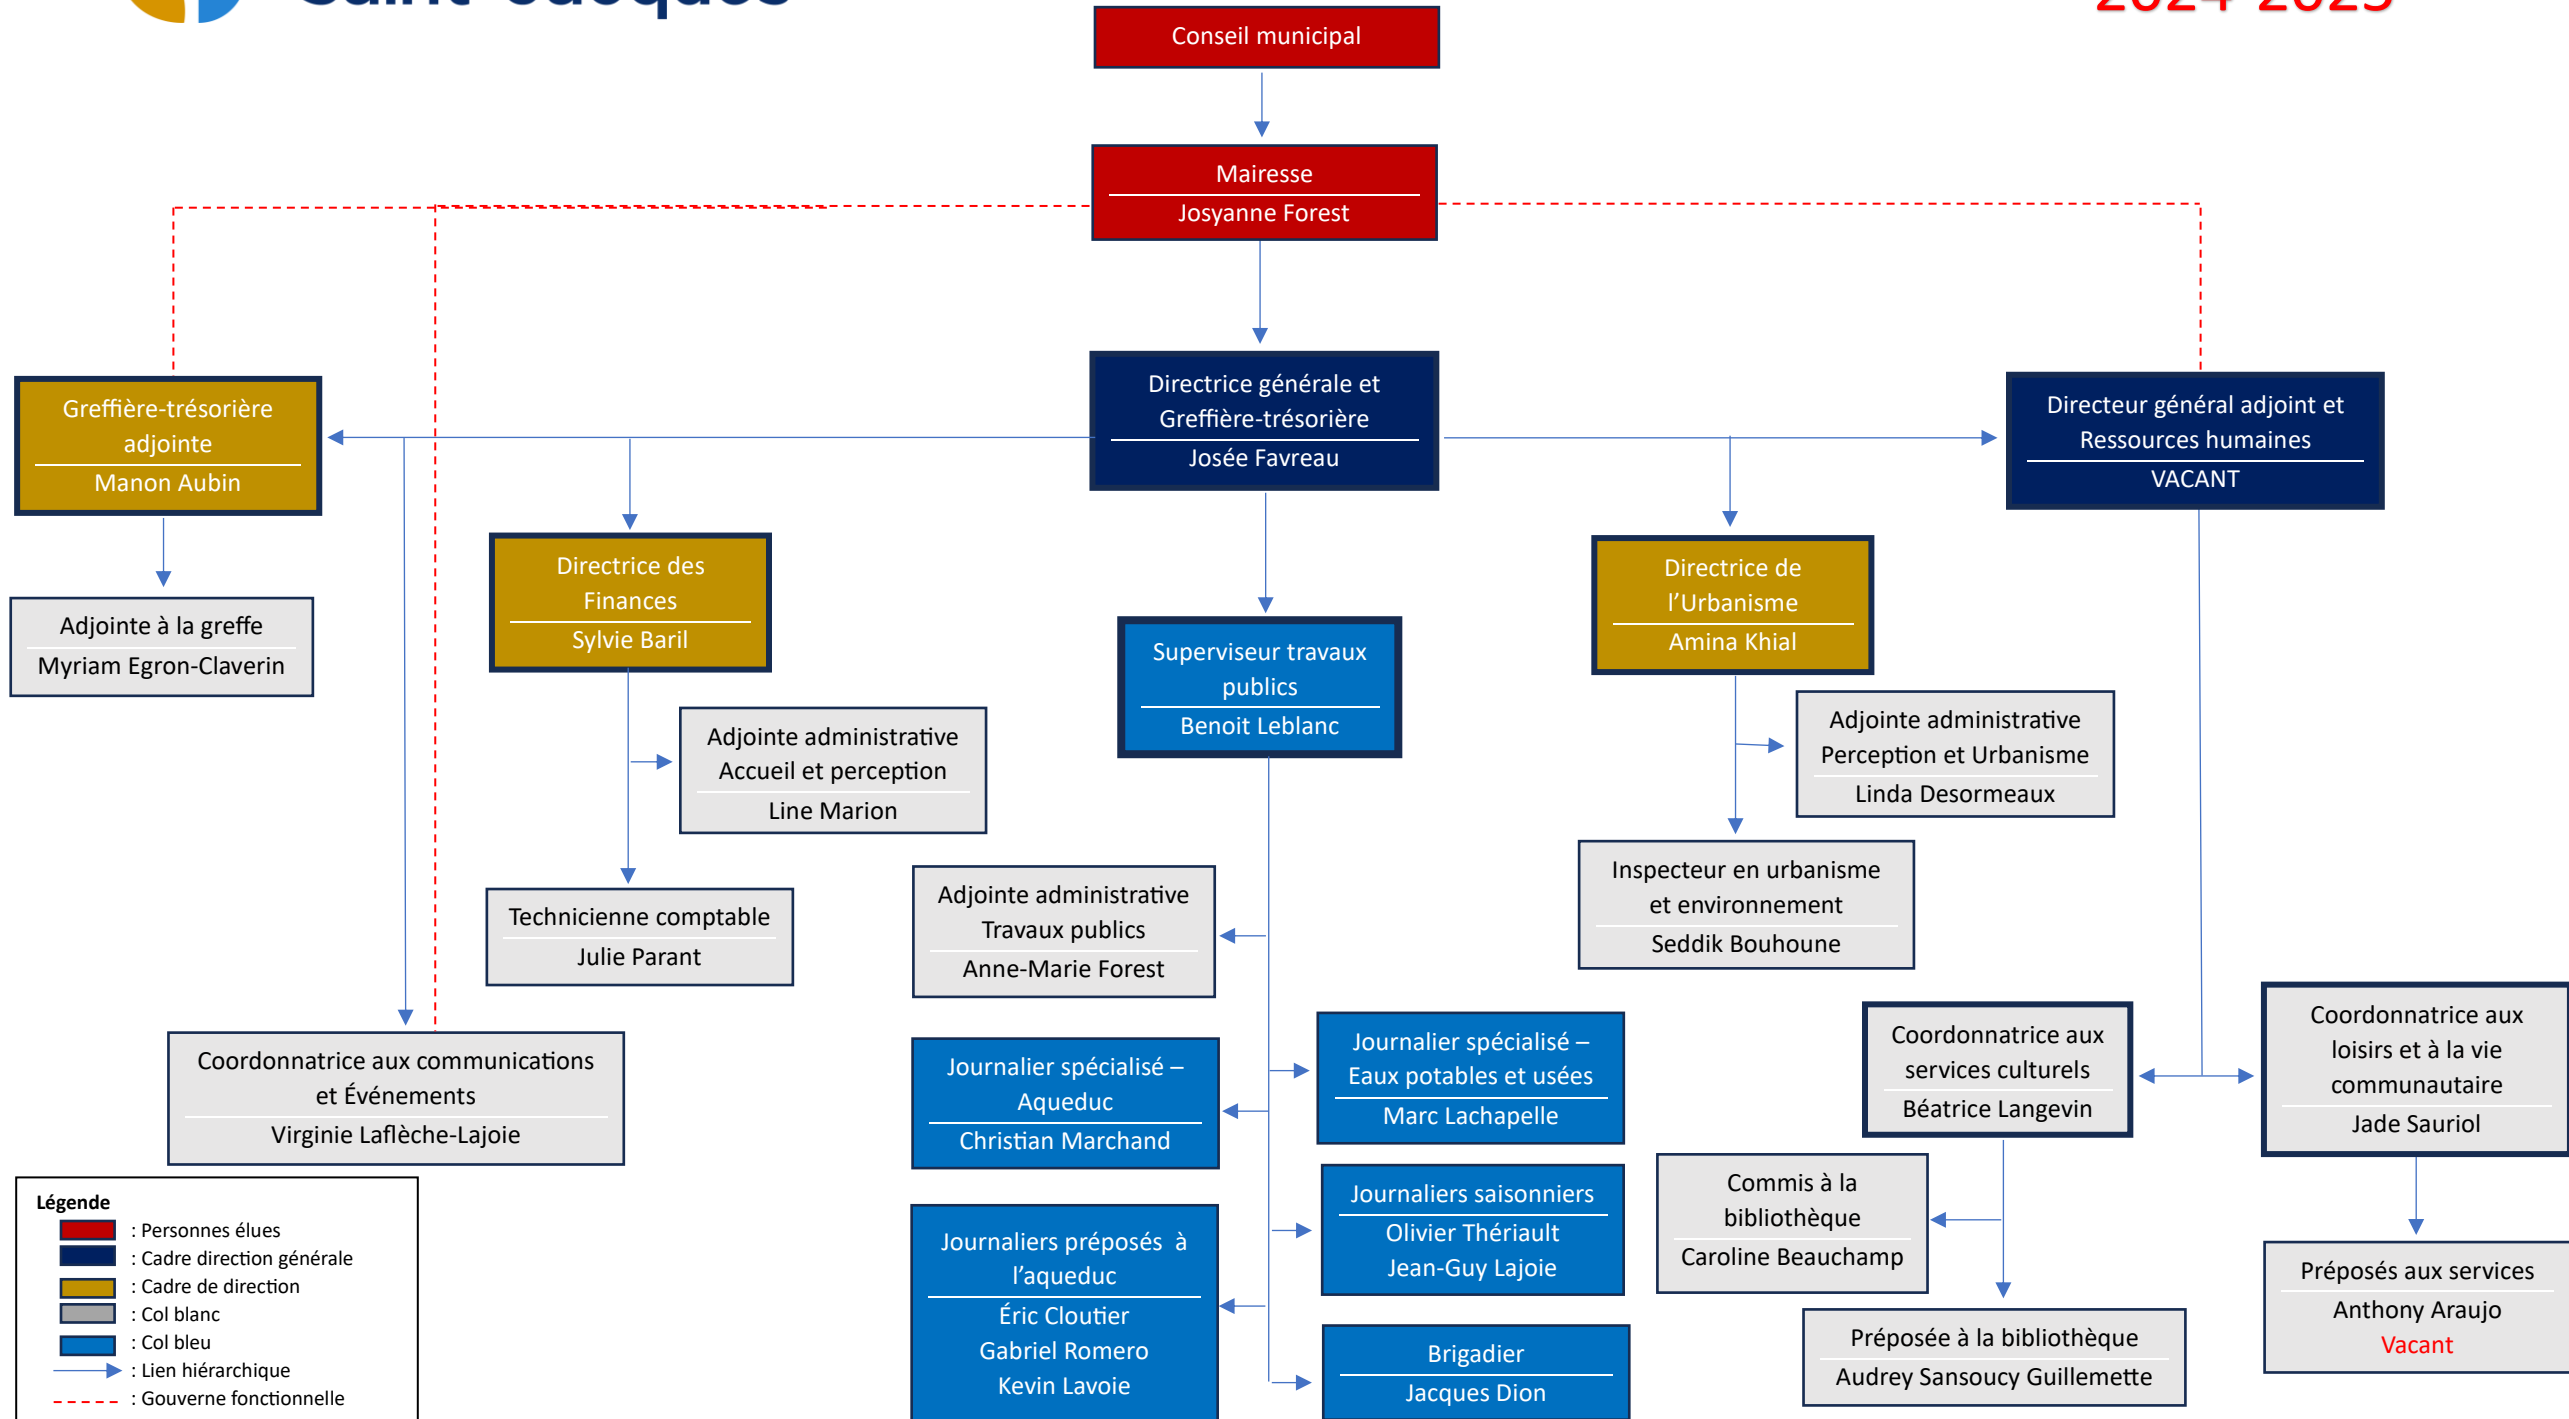 Saint-Jacques
2024-2025
Conseil municipal
Mairesse
Josyanne Forest
Directrice générale et
Greffière-trésorière
Josée Favreau
Greffière-trésorière
adjointe
Manon Aubin
Directeur général adjoint et
Ressources humaines
VACANT
Adjointe à la greffe
Myriam Egron-Claverin
Directrice des
Finances
Sylvie Baril
Superviseur travaux
publics
Benoit Leblanc
Directrice de
l’Urbanisme
Amina Khial
Adjointe administrative
Accueil et perception
Line Marion
Adjointe administrative
Perception et Urbanisme
Linda Desormeaux
Technicienne comptable
Julie Parant
Adjointe administrative
Travaux publics
Anne-Marie Forest
Inspecteur en urbanisme
et environnement
Seddik Bouhoune
Coordonnatrice aux communications
et Événements
Virginie Laflèche-Lajoie
Journalier spécialisé –
Aqueduc
Christian Marchand
Journalier spécialisé –
Eaux potables et usées
Marc Lachapelle
Coordonnatrice aux
services culturels
Béatrice Langevin
Coordonnatrice aux
loisirs et à la vie
communautaire
Jade Sauriol
Journaliers préposés à
l’aqueduc
Éric Cloutier
Gabriel Romero
Kevin Lavoie
Journaliers saisonniers
Olivier Thériault
Jean-Guy Lajoie
Brigadier
Jacques Dion
Commis à la
bibliothèque
Caroline Beauchamp
Préposée à la bibliothèque
Audrey Sansoucy Guillemette
Préposés aux services
Anthony Araujo
Vacant
Légende
: Personnes élues
: Cadre direction générale
: Cadre de direction
: Col blanc
: Col bleu
: Lien hiérarchique
: Gouverne fonctionnelle